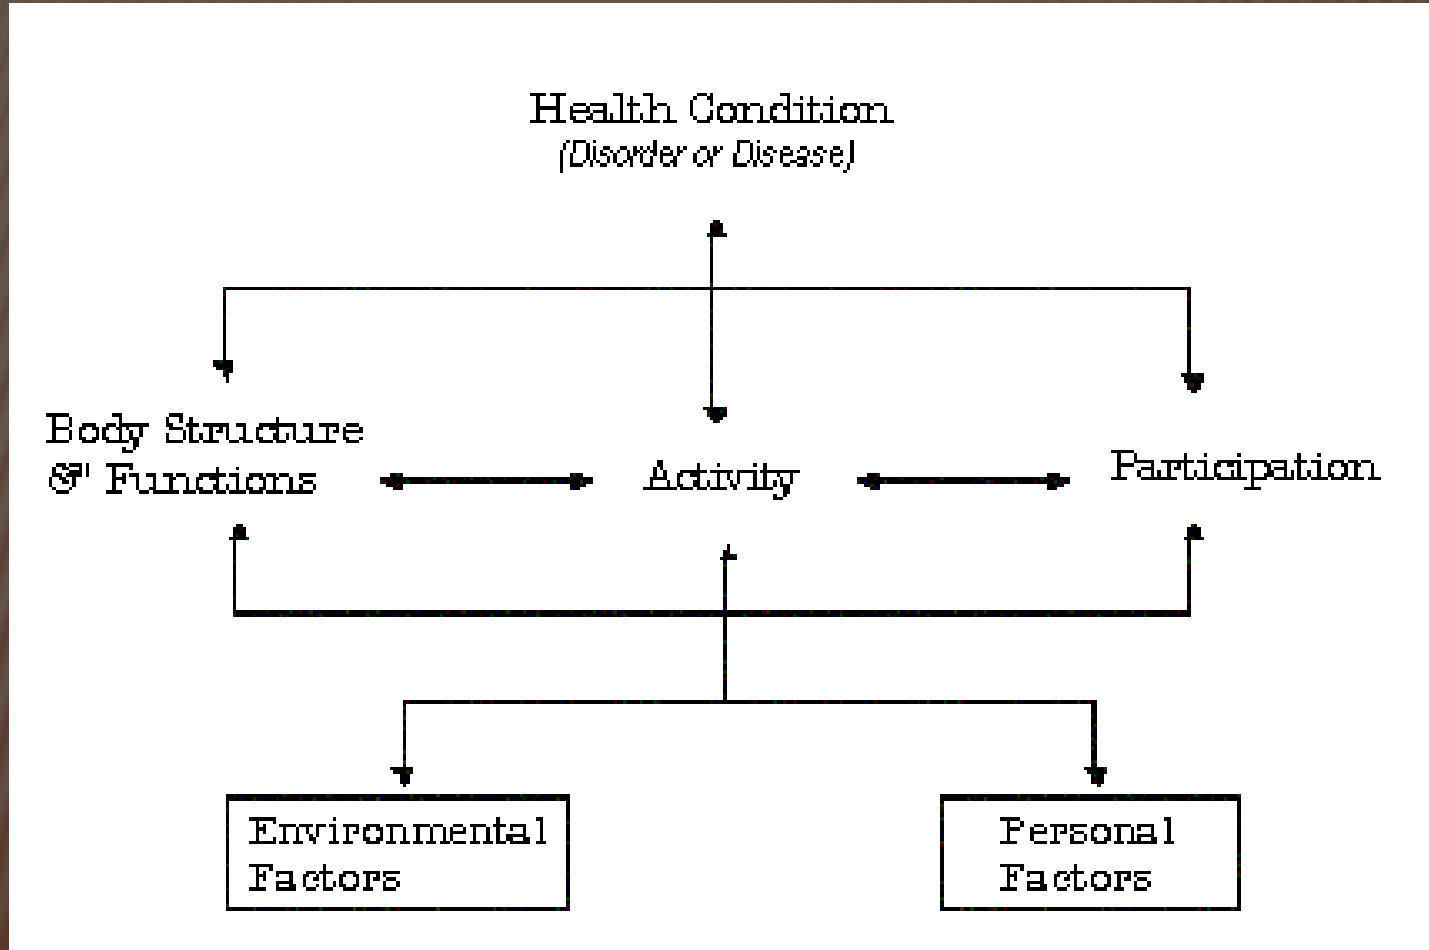 Health Condition
(Disorder or Disease)
Body Structure
& Functions
Activity
Participation
Environmental
Factors
Personal
Factors